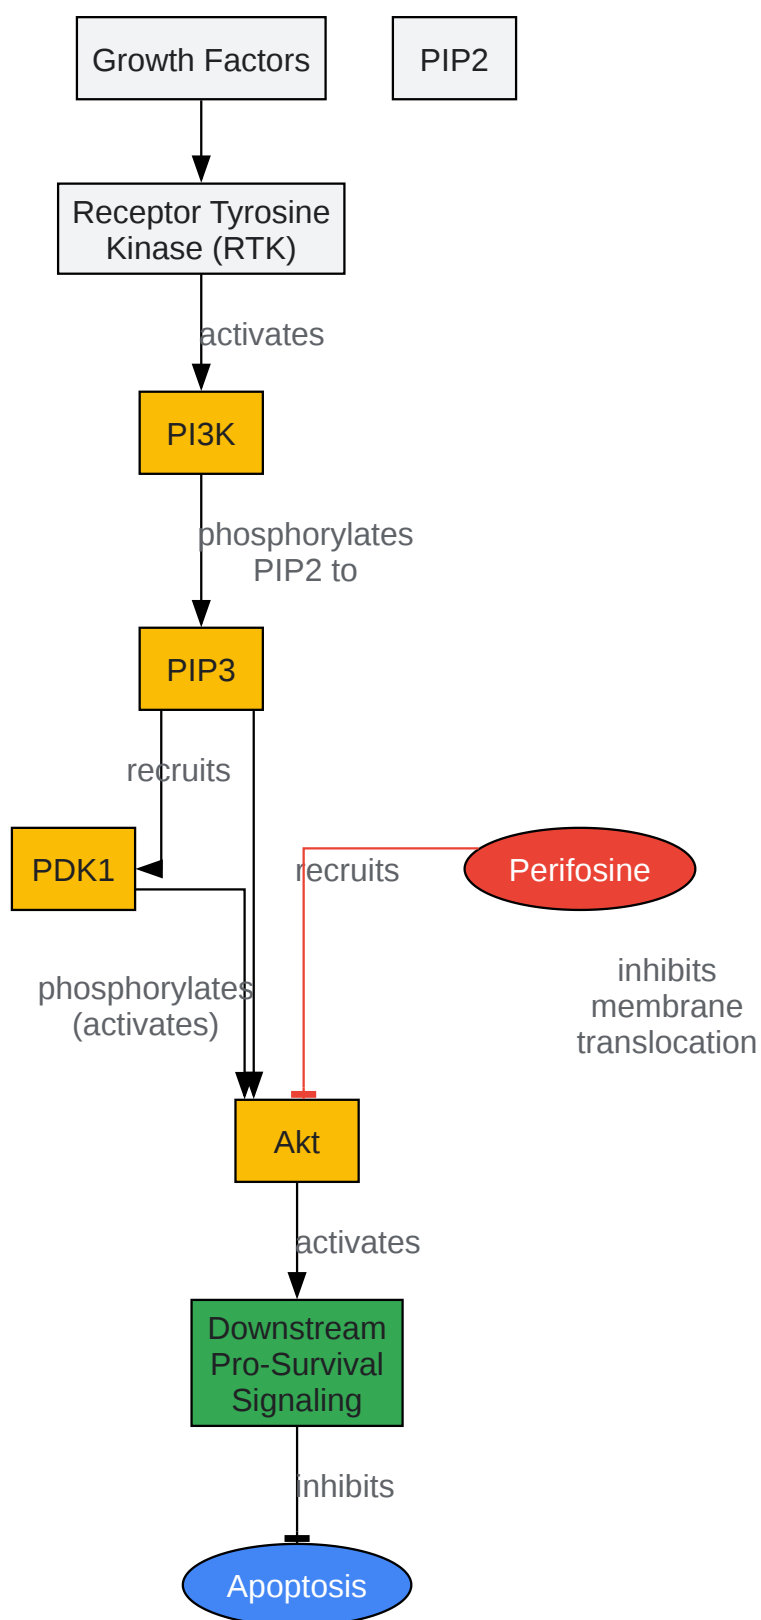 Growth Factors
PIP2
Receptor Tyrosine
Kinase (RTK)
activates
PI3K
phosphorylates
PIP2 to
PIP3
recruits
PDK1
recruits
Perifosine
phosphorylates
(activates)
inhibits
membrane
translocation
Akt
activates
Downstream
Pro-Survival
Signaling
inhibits
Apoptosis